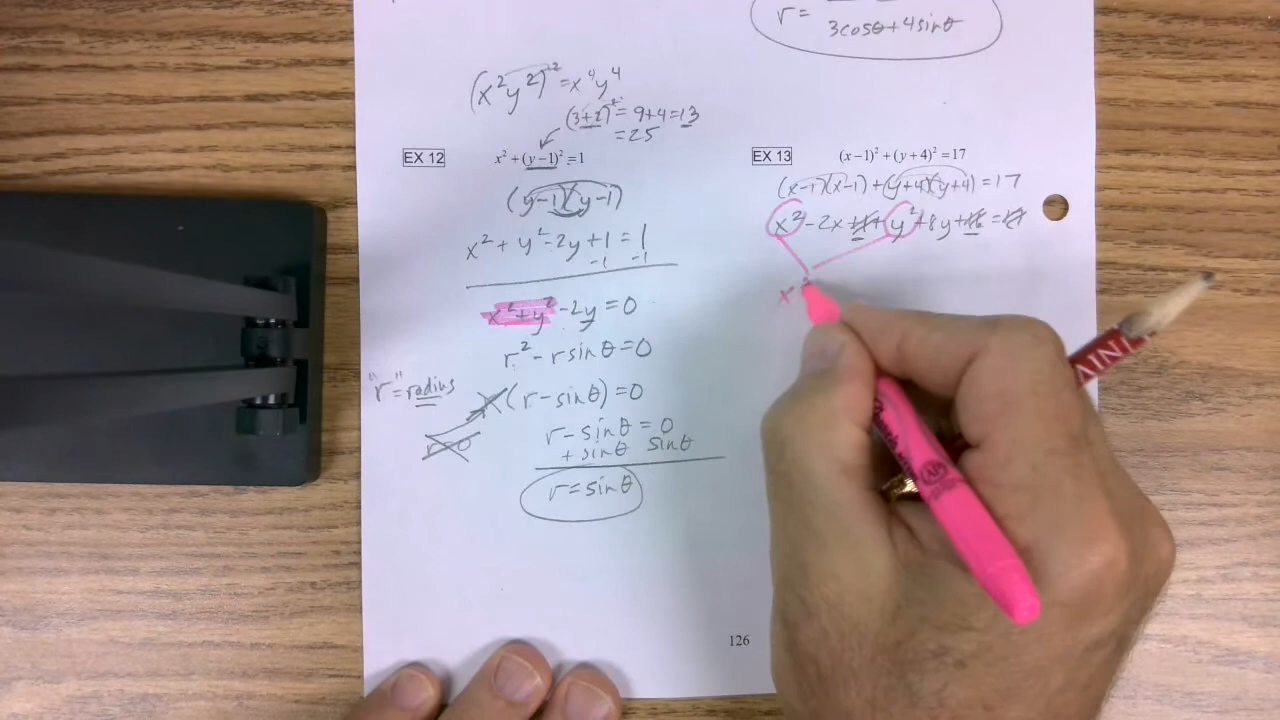 r =
3cosθ+4sinθ
(x²y²)² = x⁴y⁴
(3+2)² = 9+4=13
=25
EX 12
x² + (y−1)² = 1
(y−1)(y−1)
x² + y² −2y +1 = 1
−1 −1
x²+y² −2y = 0
r² − r sinθ = 0
"r" = radius
r(r − sinθ) = 0
r=0
r − sinθ = 0
+ sinθ sinθ
r = sinθ
EX 13
(x−1)² + (y+4)² = 17
(x−1)(x−1) + (y+4)(y+4) = 17
x² −2x +1 + y² +8y +16 = 17
x²
126